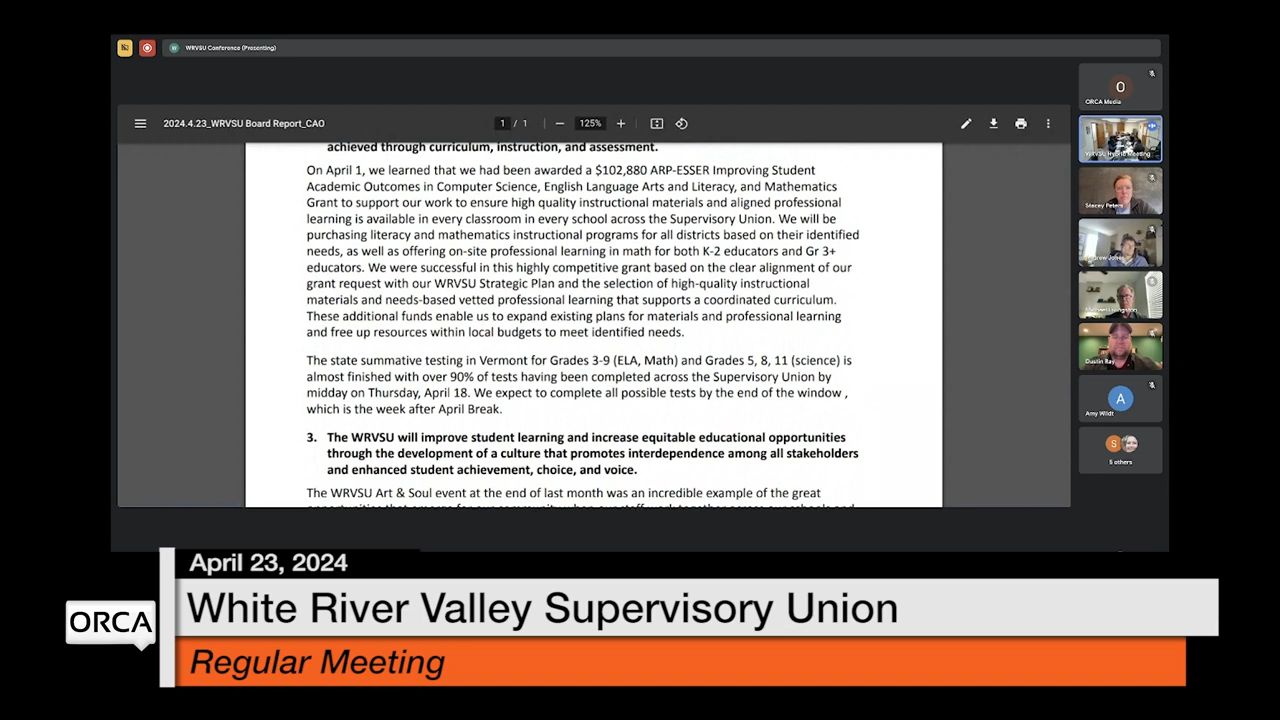 WRVSU Conference (Presenting)
2024.4.23_WRVSU Board Report_CAO
1 / 1
125%
achieved through curriculum, instruction, and assessment.
On April 1, we learned that we had been awarded a $102,880 ARP-ESSER Improving Student
Academic Outcomes in Computer Science, English Language Arts and Literacy, and Mathematics
Grant to support our work to ensure high quality instructional materials and aligned professional
learning is available in every classroom in every school across the Supervisory Union. We will be
purchasing literacy and mathematics instructional programs for all districts based on their identified
needs, as well as offering on-site professional learning in math for both K-2 educators and Gr 3+
educators. We were successful in this highly competitive grant based on the clear alignment of our
grant request with our WRVSU Strategic Plan and the selection of high-quality instructional
materials and needs-based vetted professional learning that supports a coordinated curriculum.
These additional funds enable us to expand existing plans for materials and professional learning
and free up resources within local budgets to meet identified needs.
The state summative testing in Vermont for Grades 3-9 (ELA, Math) and Grades 5, 8, 11 (science) is
almost finished with over 90% of tests having been completed across the Supervisory Union by
midday on Thursday, April 18. We expect to complete all possible tests by the end of the window ,
which is the week after April Break.
3. The WRVSU will improve student learning and increase equitable educational opportunities
through the development of a culture that promotes interdependence among all stakeholders
and enhanced student achievement, choice, and voice.
The WRVSU Art & Soul event at the end of last month was an incredible example of the great
O
ORCA Media
WRVSU Hybrid Meeting
Stacey Peters
Andrew Jones
Michael Livingston
Dustin Ray
A
Amy Wildt
S
5 others
April 23, 2024
White River Valley Supervisory Union
ORCA
Regular Meeting